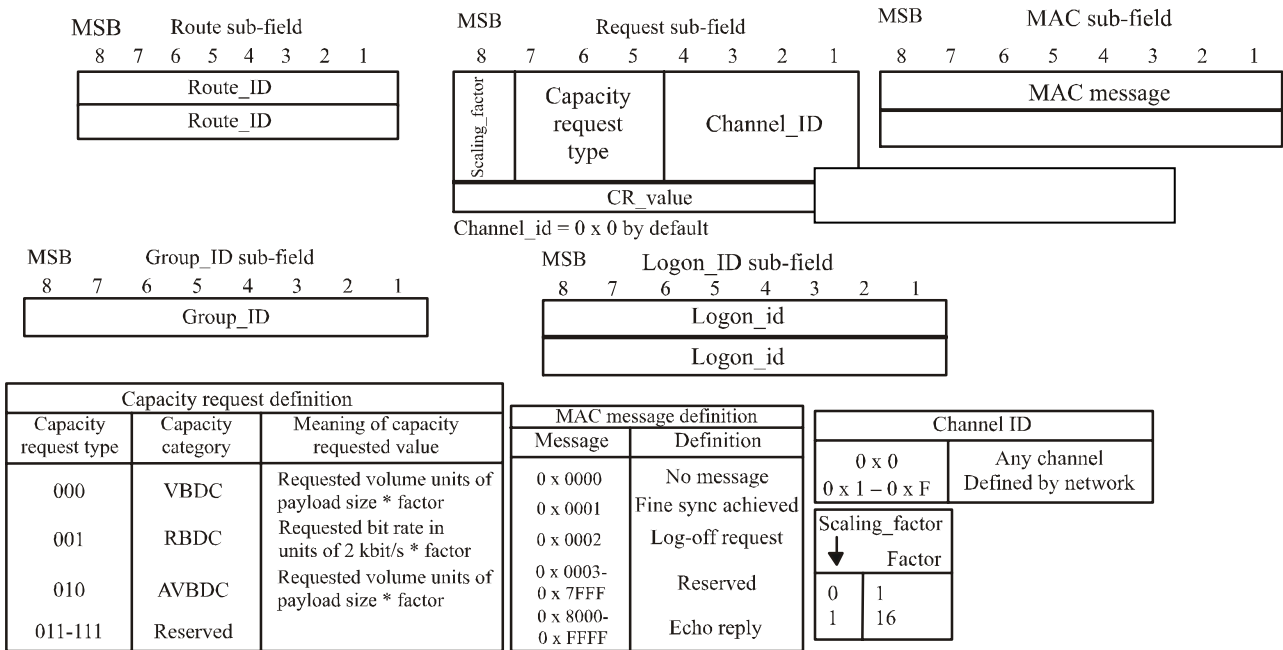 MSB Route sub-field
8 7 6 5 4 3 2 1
Route_ID
Route_ID
MSB Request sub-field
8 7 6 5 4 3 2 1
Scaling_factor
Capacity
request
type
Channel_ID
CR_value
Channel_id = 0 x 0 by default
MSB MAC sub-field
8 7 6 5 4 3 2 1
MAC message
MSB Group_ID sub-field
8 7 6 5 4 3 2 1
Group_ID
MSB Logon_ID sub-field
8 7 6 5 4 3 2 1
Logon_id
Logon_id
Capacity request definition
Capacity Capacity Meaning of capacity
request type category requested value
Requested volume units of
000 VBDC
payload size * factor
Requested bit rate in
001 RBDC
units of 2 kbit/s * factor
Requested volume units of
010 AVBDC
payload size * factor
011-111 Reserved
MAC message definition
Message Definition
0 x 0000 No message
0 x 0001 Fine sync achieved
0 x 0002 Log-off request
0 x 0003-
0 x 7FFF Reserved
0 x 8000-
0 x FFFF Echo reply
Channel ID
0 x 0 Any channel
0 x 1 – 0 x F Defined by network
Scaling_factor
Factor
0 1
1 16